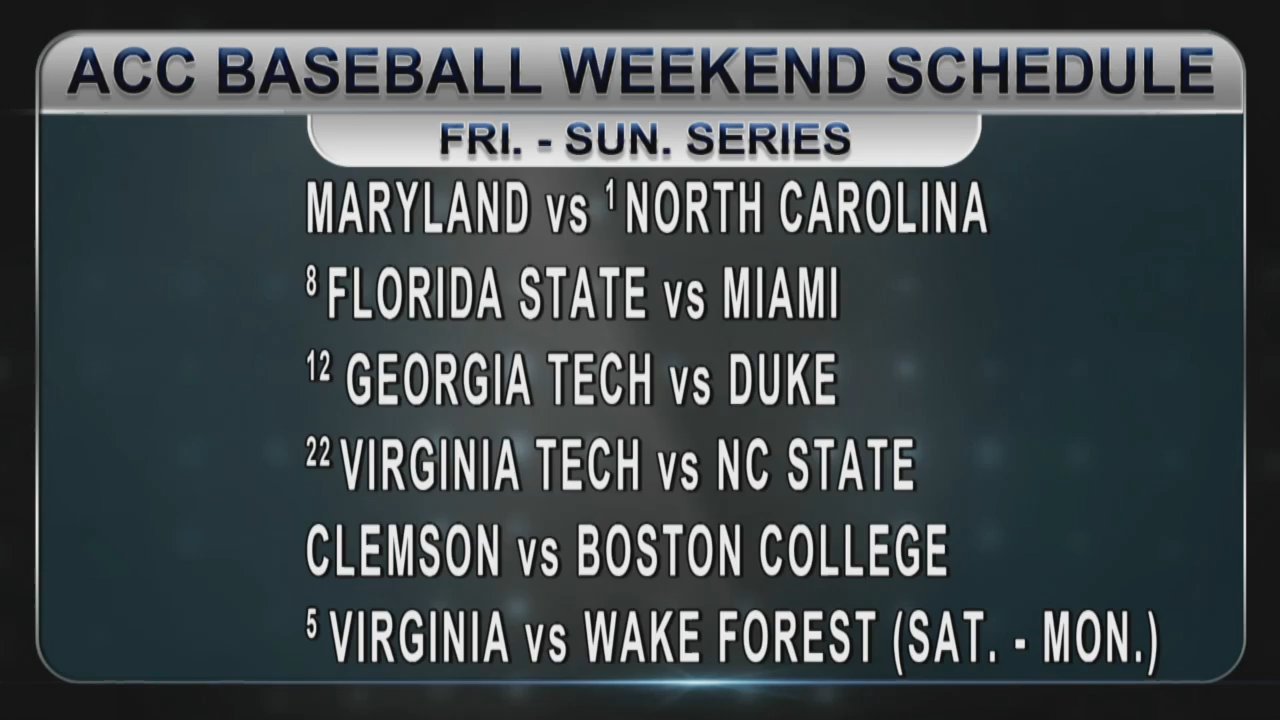 ACC BASEBALL WEEKEND SCHEDULE
FRI. - SUN. SERIES
MARYLAND vs 1 NORTH CAROLINA
8 FLORIDA STATE vs MIAMI
12 GEORGIA TECH vs DUKE
22 VIRGINIA TECH vs NC STATE
CLEMSON vs BOSTON COLLEGE
5 VIRGINIA vs WAKE FOREST (SAT. - MON.)